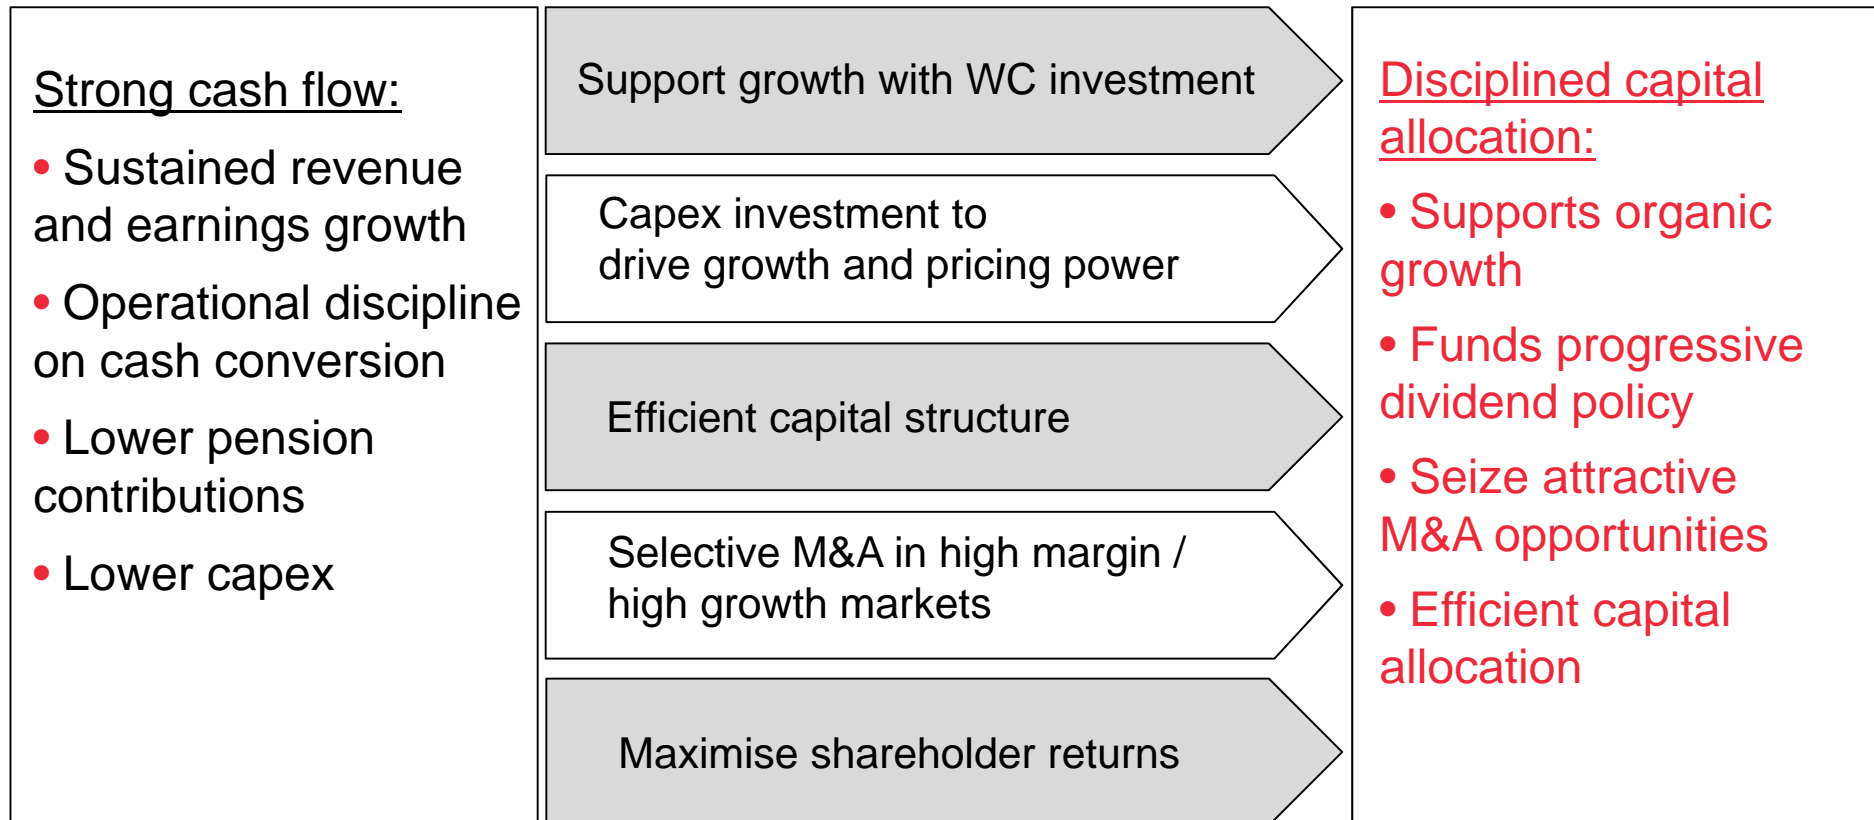 Strong cash flow:
• Sustained revenue
and earnings growth
• Operational discipline
on cash conversion
• Lower pension
contributions
• Lower capex
Support growth with WC investment
Capex investment to
drive growth and pricing power
Efficient capital structure
Selective M&A in high margin /
high growth markets
Maximise shareholder returns
Disciplined capital
allocation:
• Supports organic
growth
• Funds progressive
dividend policy
• Seize attractive
M&A opportunities
• Efficient capital
allocation